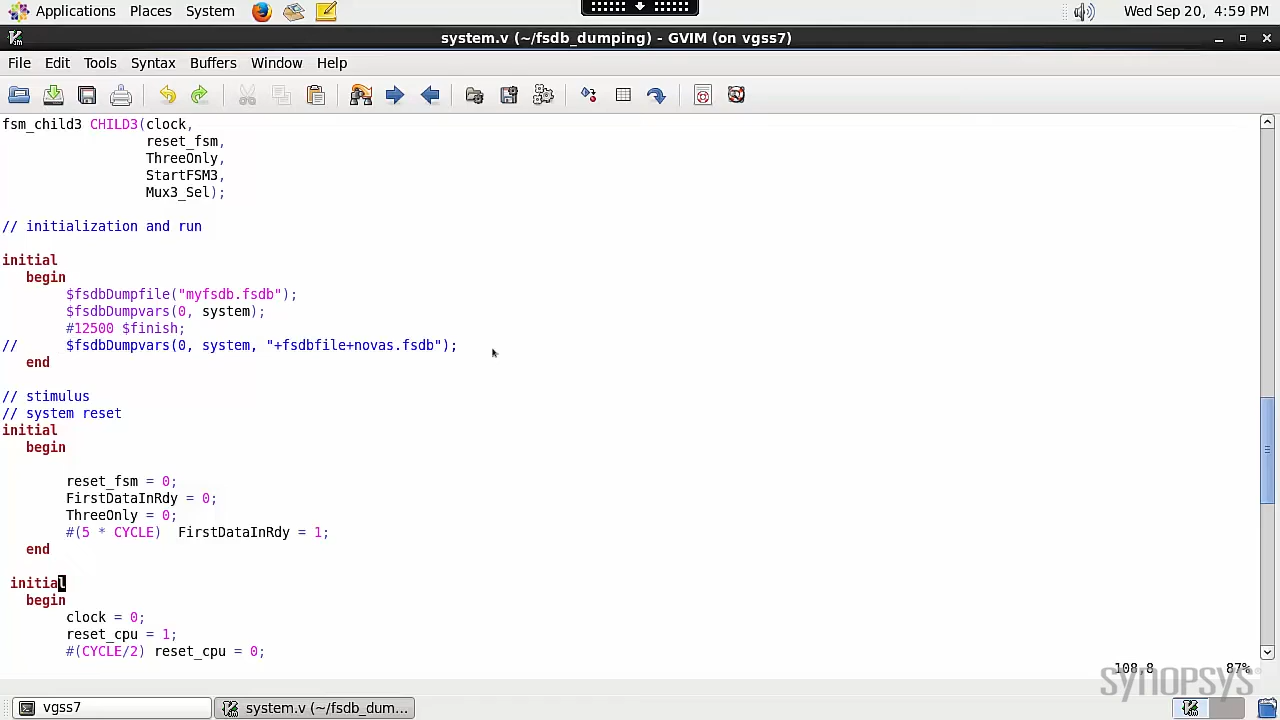 Applications Places System Wed Sep 20, 4:59 PM
system.v (~/fsdb_dumping) - GVIM (on vgss7)
File Edit Tools Syntax Buffers Window Help
fsm_child3 CHILD3(clock,
reset_fsm,
ThreeOnly,
StartFSM3,
Mux3_Sel);
// initialization and run
initial
begin
$fsdbDumpfile("myfsdb.fsdb");
$fsdbDumpvars(0, system);
#12500 $finish;
// $fsdbDumpvars(0, system, "+fsdbfile+novas.fsdb");
end
// stimulus
// system reset
initial
begin
reset_fsm = 0;
FirstDataInRdy = 0;
ThreeOnly = 0;
#(5 * CYCLE) FirstDataInRdy = 1;
end
initial
begin
clock = 0;
reset_cpu = 1;
#(CYCLE/2) reset_cpu = 0;
108,8 87%
SYNOPSYS
vgss7 system.v (~/fsdb_dum...